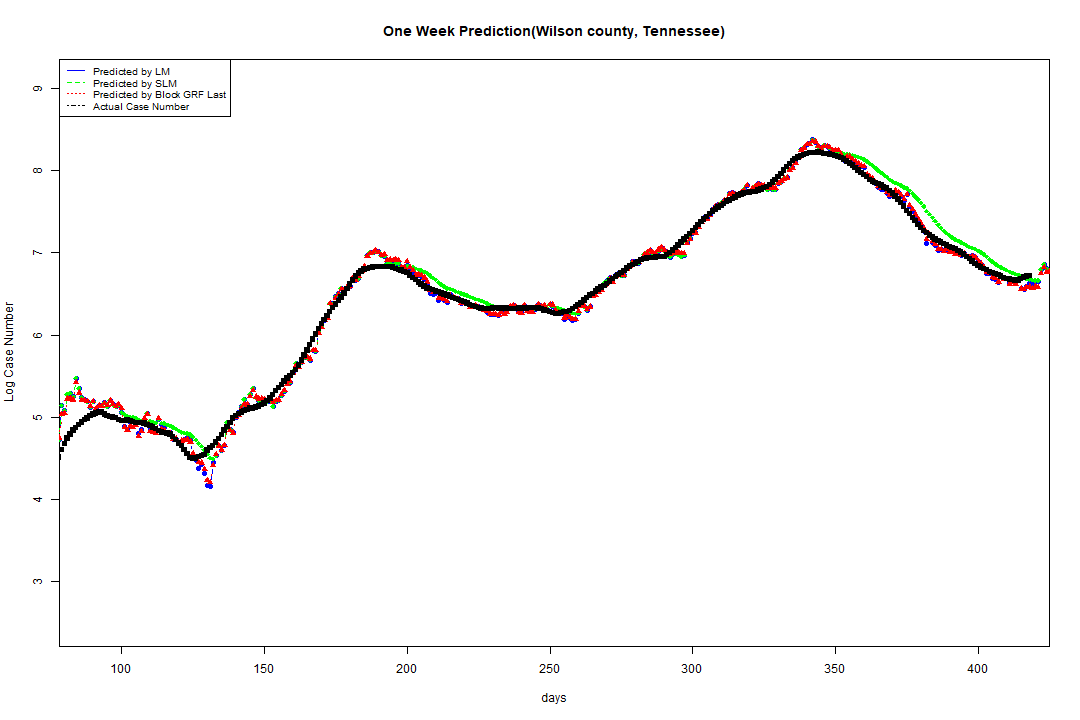 One Week Prediction(Wilson county, Tennessee)
Predicted by LM
Predicted by SLM
Predicted by Block GRF Last
Actual Case Number
9
8
7
6
5
4
3
Log Case Number
100 150 200 250 300 350 400
days